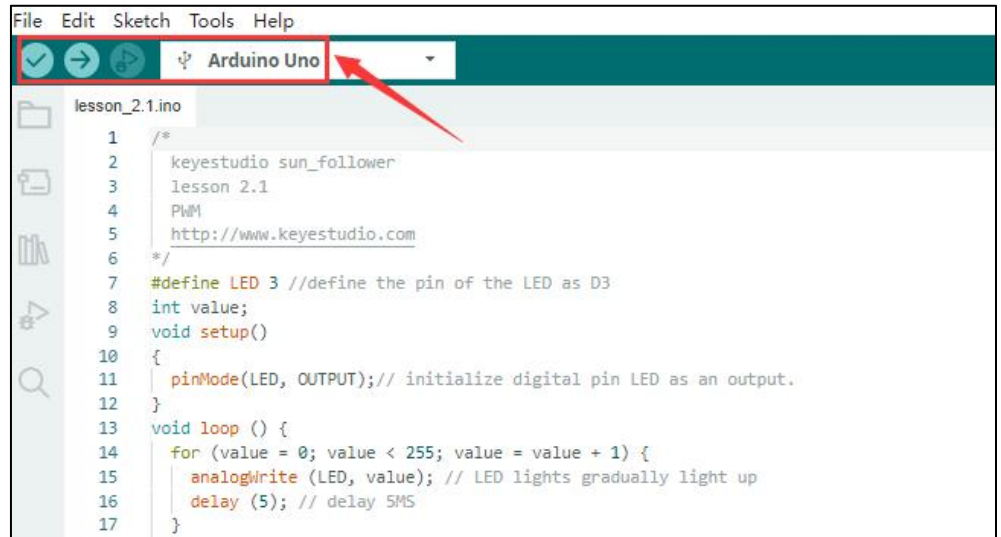 File Edit Sketch Tools Help
Arduino Uno
lesson_2.1.ino
1 /*
2 keyestudio sun_follower
3 lesson 2.1
4 PWM
5 http://www.keyestudio.com
6 */
7 #define LED 3 //define the pin of the LED as D3
8 int value;
9 void setup()
10 {
11 pinMode(LED, OUTPUT);// initialize digital pin LED as an output.
12 }
13 void loop () {
14 for (value = 0; value < 255; value = value + 1) {
15 analogWrite (LED, value); // LED lights gradually light up
16 delay (5); // delay 5MS
17 }